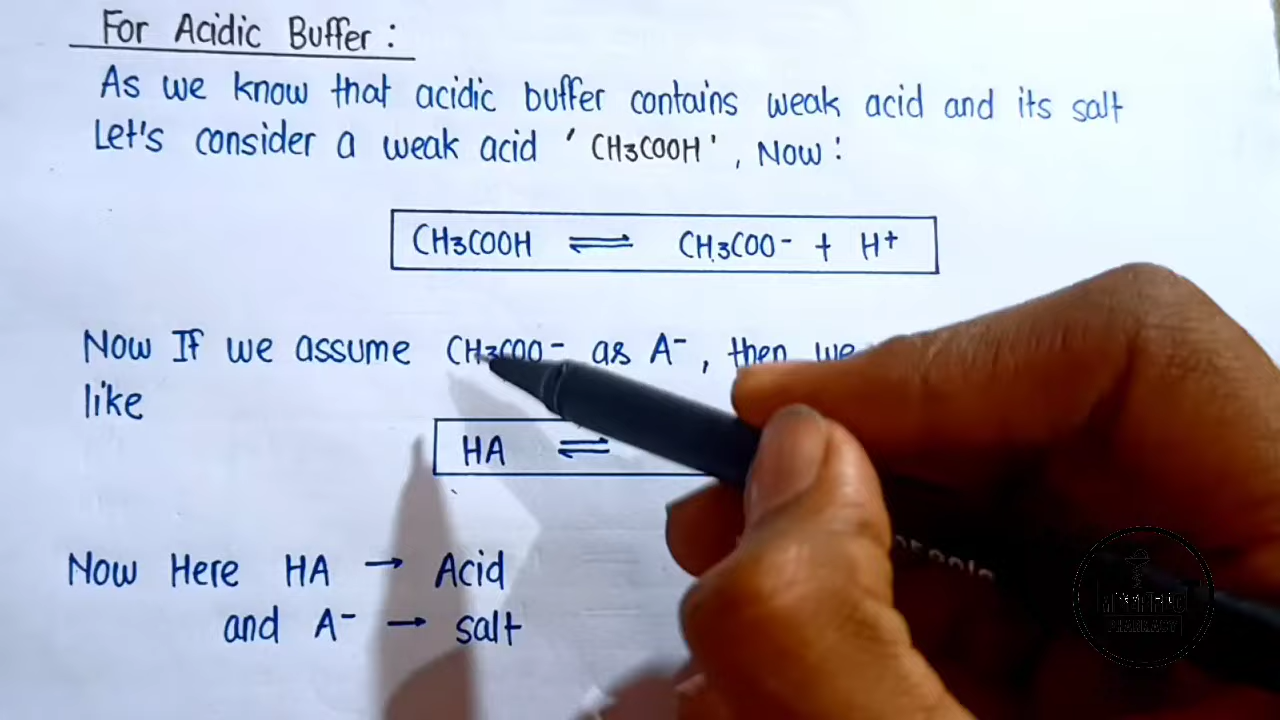 For Acidic Buffer :
As we know that acidic buffer contains weak acid and its salt
Let's consider a weak acid ' CH3COOH ' , Now :
CH3COOH ⇌ CH3COO- + H+
Now If we assume CH3COO- as A- , then we
like
HA ⇌
Now Here HA → Acid
and A- → salt
PHARMACY